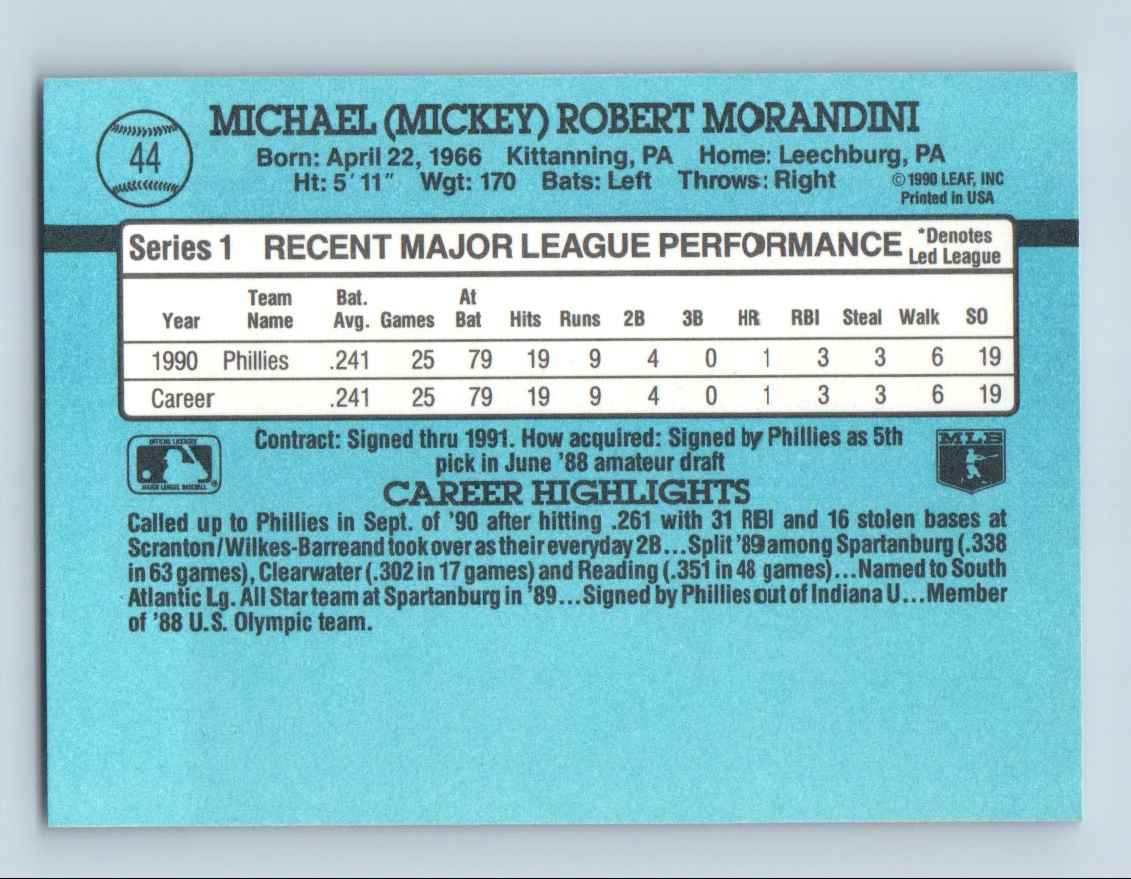 44
MICHAEL (MICKEY) ROBERT MORANDINI
Born: April 22, 1966 Kittanning, PA Home: Leechburg, PA
Ht: 5' 11" Wgt: 170 Bats: Left Throws: Right
© 1990 LEAF, INC
Printed in USA
Series 1 RECENT MAJOR LEAGUE PERFORMANCE
*Denotes
Led League
Year Team Name Bat. Avg. Games At Bat Hits Runs 2B 3B HR RBI Steal Walk SO
1990 Phillies .241 25 79 19 9 4 0 1 3 3 6 19
Career .241 25 79 19 9 4 0 1 3 3 6 19
OFFICIAL LICENSEE
MAJOR LEAGUE BASEBALL
®
MLB
Contract: Signed thru 1991. How acquired: Signed by Phillies as 5th
pick in June '88 amateur draft
CAREER HIGHLIGHTS
Called up to Phillies in Sept. of '90 after hitting .261 with 31 RBI and 16 stolen bases at
Scranton/Wilkes-Barreand took over as their everyday 2B...Split '89 among Spartanburg (.338
in 63 games), Clearwater (.302 in 17 games) and Reading (.351 in 48 games)...Named to South
Atlantic Lg. All Star team at Spartanburg in '89...Signed by Phillies out of Indiana U...Member
of '88 U.S. Olympic team.